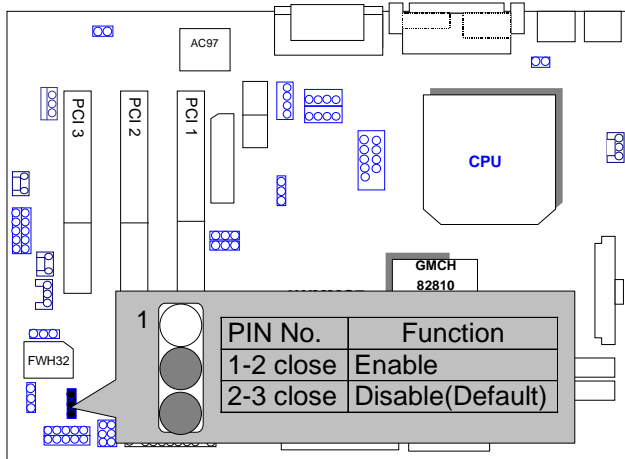 AC97
PCI 3
PCI 2
PCI 1
CPU
GMCH
82810
1
PIN No. Function
1-2 close Enable
2-3 close Disable(Default)
FWH32